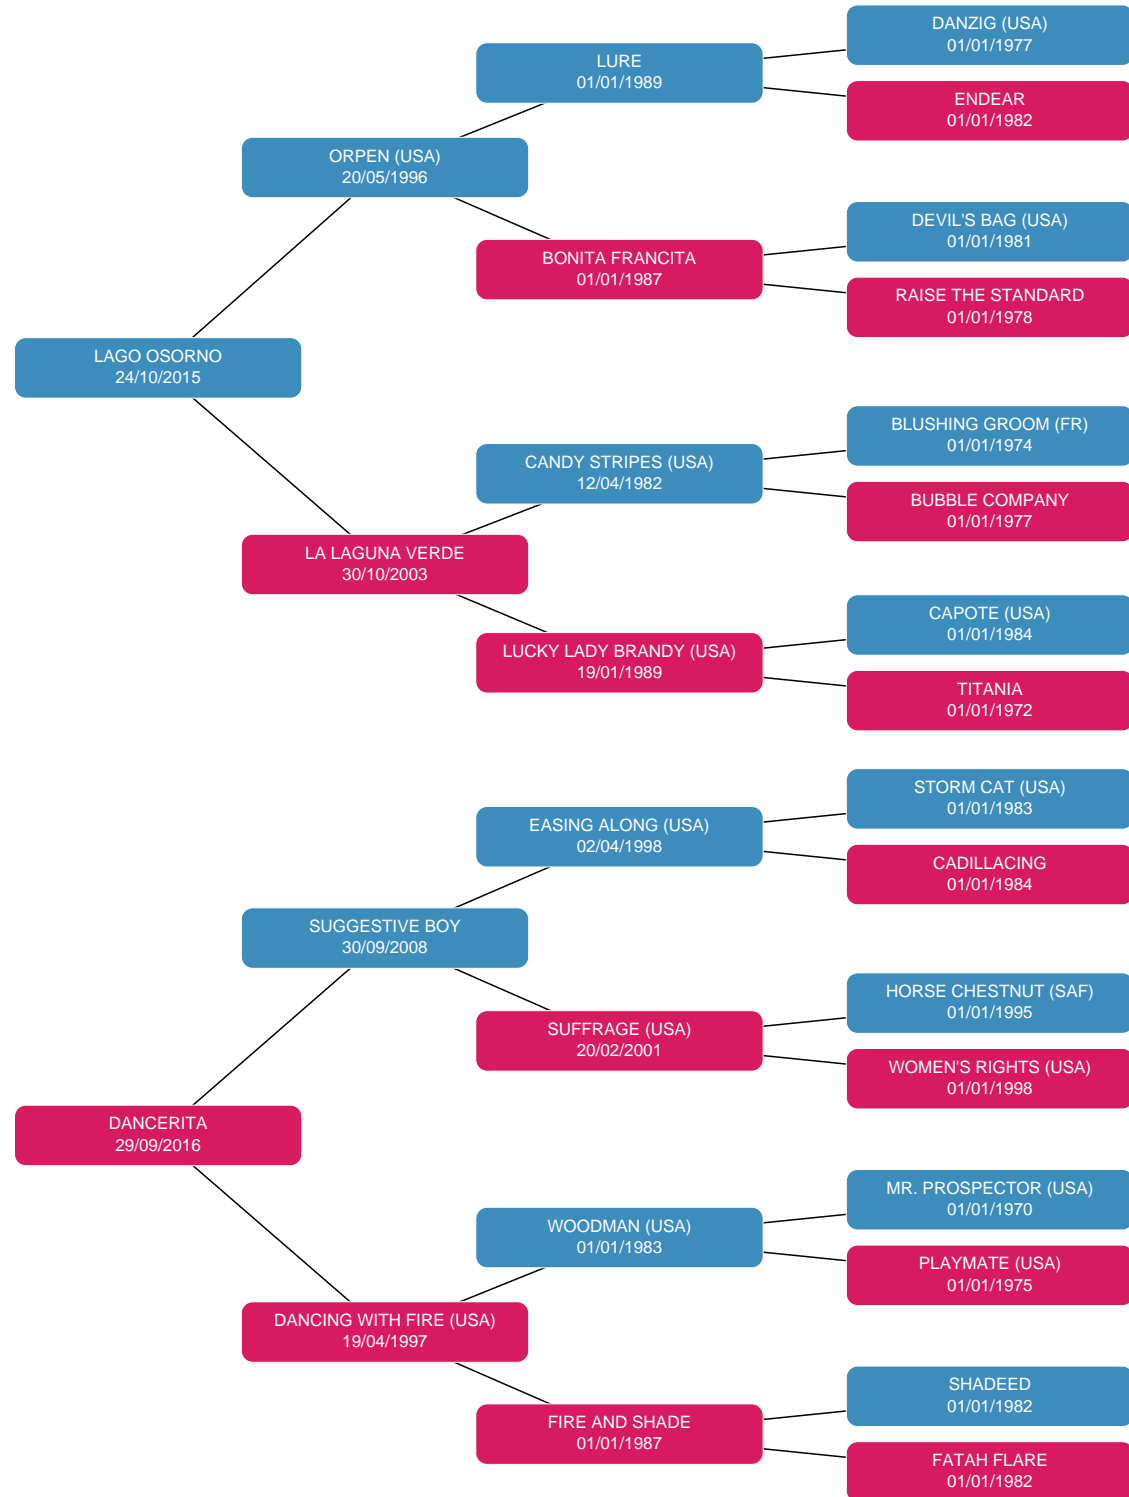 DANZIG (USA)
01/01/1977
LURE
01/01/1989
ENDEAR
01/01/1982
ORPEN (USA)
20/05/1996
DEVIL'S BAG (USA)
01/01/1981
BONITA FRANCITA
01/01/1987
RAISE THE STANDARD
01/01/1978
LAGO OSORNO
24/10/2015
BLUSHING GROOM (FR)
01/01/1974
CANDY STRIPES (USA)
12/04/1982
BUBBLE COMPANY
01/01/1977
LA LAGUNA VERDE
30/10/2003
CAPOTE (USA)
01/01/1984
LUCKY LADY BRANDY (USA)
19/01/1989
TITANIA
01/01/1972
STORM CAT (USA)
01/01/1983
EASING ALONG (USA)
02/04/1998
CADILLACING
01/01/1984
SUGGESTIVE BOY
30/09/2008
HORSE CHESTNUT (SAF)
01/01/1995
SUFFRAGE (USA)
20/02/2001
WOMEN'S RIGHTS (USA)
01/01/1998
DANCERITA
29/09/2016
MR. PROSPECTOR (USA)
01/01/1970
WOODMAN (USA)
01/01/1983
PLAYMATE (USA)
01/01/1975
DANCING WITH FIRE (USA)
19/04/1997
SHADEED
01/01/1982
FIRE AND SHADE
01/01/1987
FATAH FLARE
01/01/1982